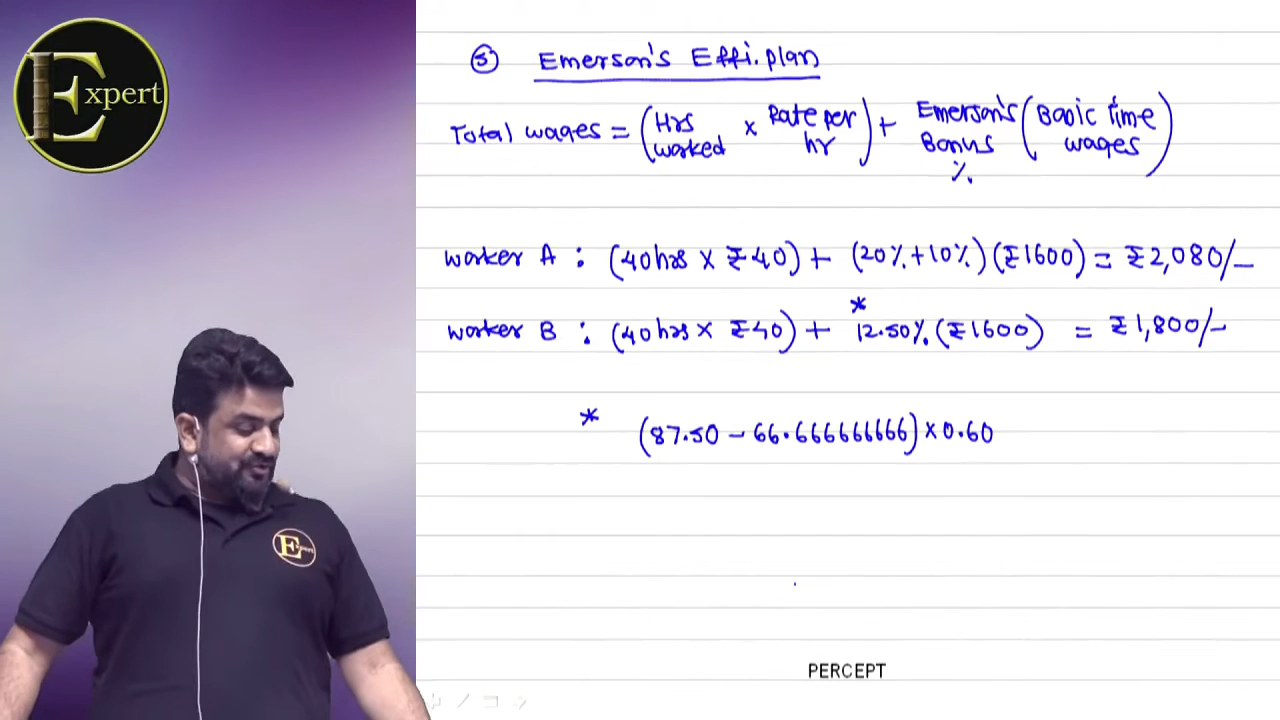 Expert
Expert
⑤ Emerson's Effi. plan
Total wages = (Hrs worked × Rate per hr) + Emerson's Bonus % (Basic time wages)
worker A : (40hrs × ₹40) + (20%+10%)(₹1600) = ₹2,080/-
*
worker B : (40hrs × ₹40) + 12.50% (₹1600) = ₹1,800/-
* (87.50 - 66.666666666) × 0.60
PERCEPT